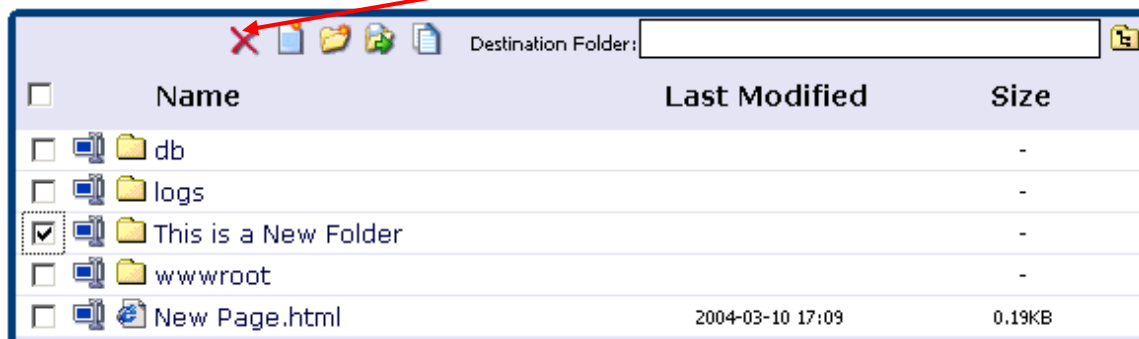 Destination Folder:
Name Last Modified Size
db -
logs -
This is a New Folder -
wwwroot -
New Page.html 2004-03-10 17:09 0.19KB